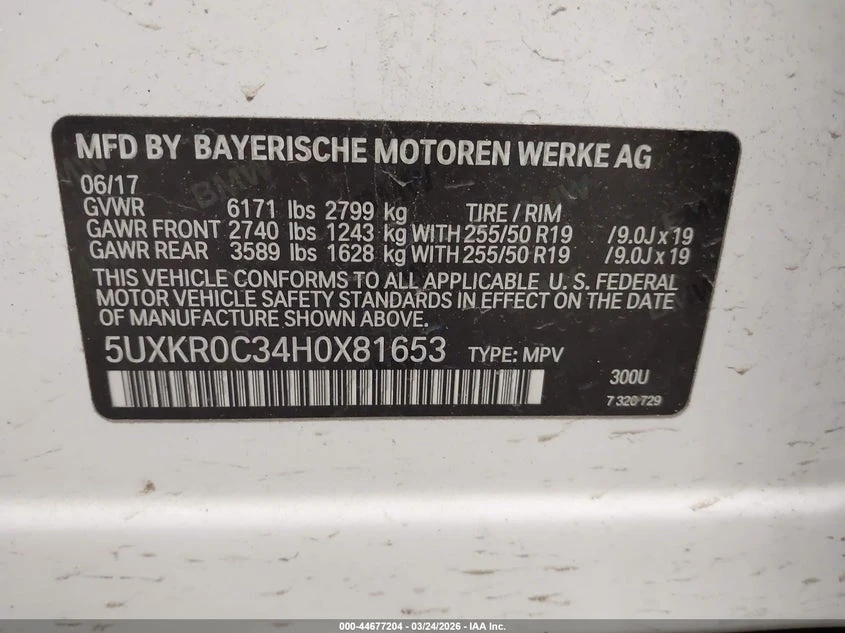 MFD BY BAYERISCHE MOTOREN WERKE AG
06/17
GVWR 6171 lbs 2799 kg TIRE / RIM
GAWR FRONT 2740 lbs 1243 kg WITH 255/50 R19 /9.0J x 19
GAWR REAR 3589 lbs 1628 kg WITH 255/50 R19 /9.0J x 19
THIS VEHICLE CONFORMS TO ALL APPLICABLE U. S. FEDERAL
MOTOR VEHICLE SAFETY STANDARDS IN EFFECT ON THE DATE
OF MANUFACTURE SHOWN ABOVE.
5UXKR0C34H0X81653 TYPE: MPV
300U
7 320 729
000-44677204 - 03/24/2026 - IAA Inc.